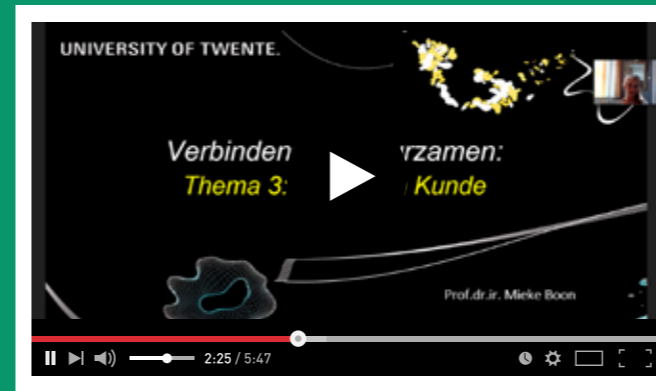 UNIVERSITY OF TWENTE.
Verbinden rzamen:
Thema 3: Kunde
Prof.dr.ir. Mieke Boon
2:25 / 5:47